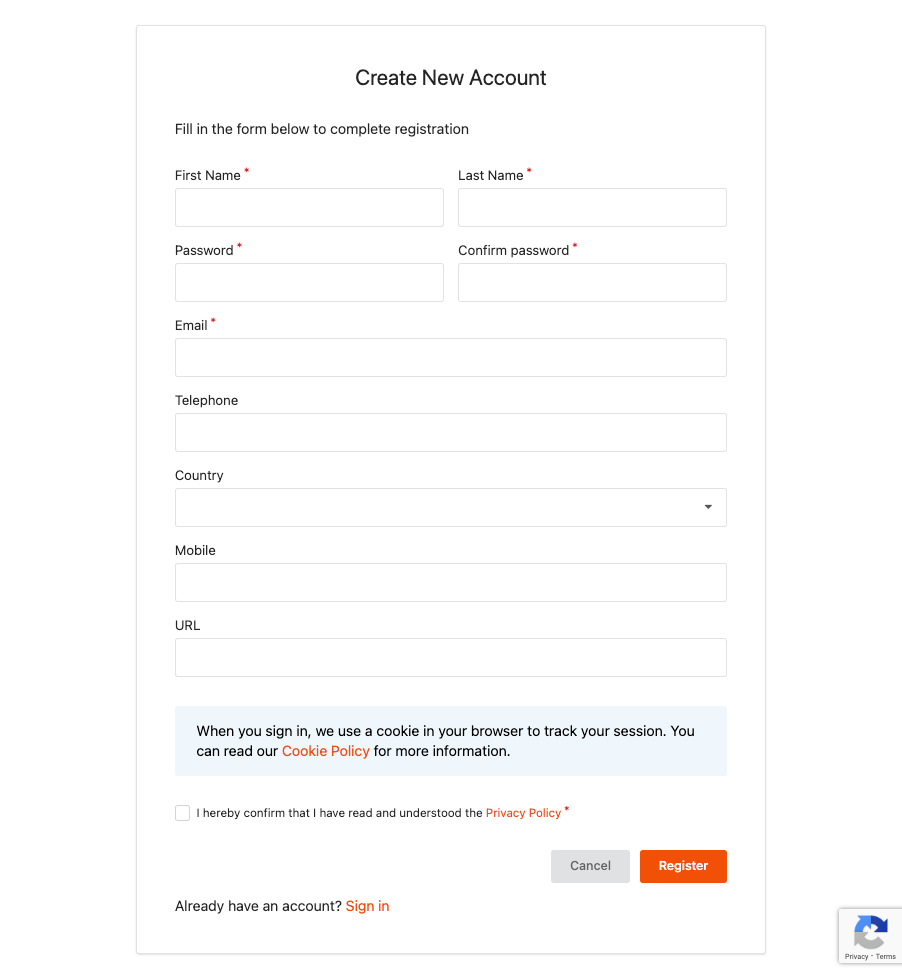 Create New Account
Fill in the form below to complete registration
First Name *
Last Name *
Password *
Confirm password *
Email *
Telephone
Country
Mobile
URL
When you sign in, we use a cookie in your browser to track your session. You
can read our Cookie Policy for more information.
I hereby confirm that I have read and understood the Privacy Policy *
Cancel
Register
Already have an account? Sign in
Privacy - Terms